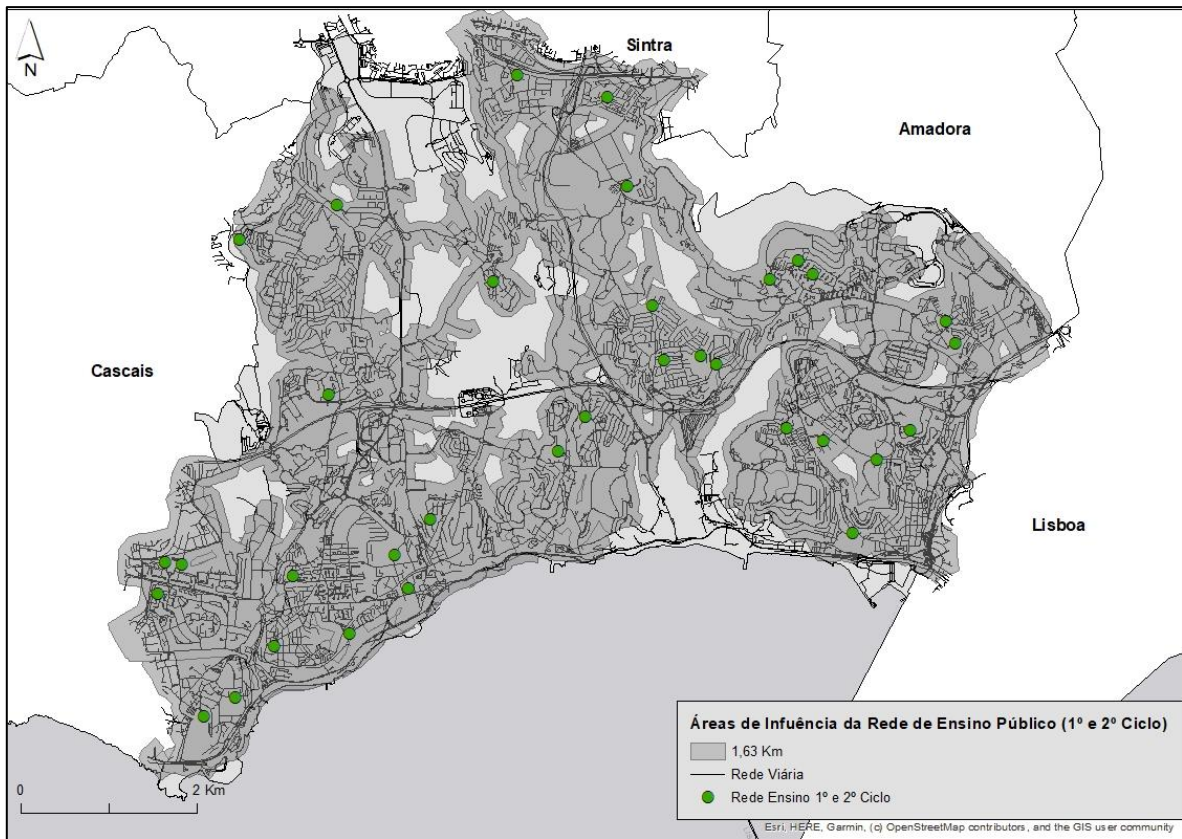 Sintra
N
Amadora
Cascais
Lisboa
Áreas de Infuência da Rede de Ensino Público (1º e 2º Ciclo)
1,63 Km
Rede Viária
Rede Ensino 1º e 2º Ciclo
0 2 Km
Esri, HERE, Garmin, (c) OpenStreetMap contributors, and the GIS user community